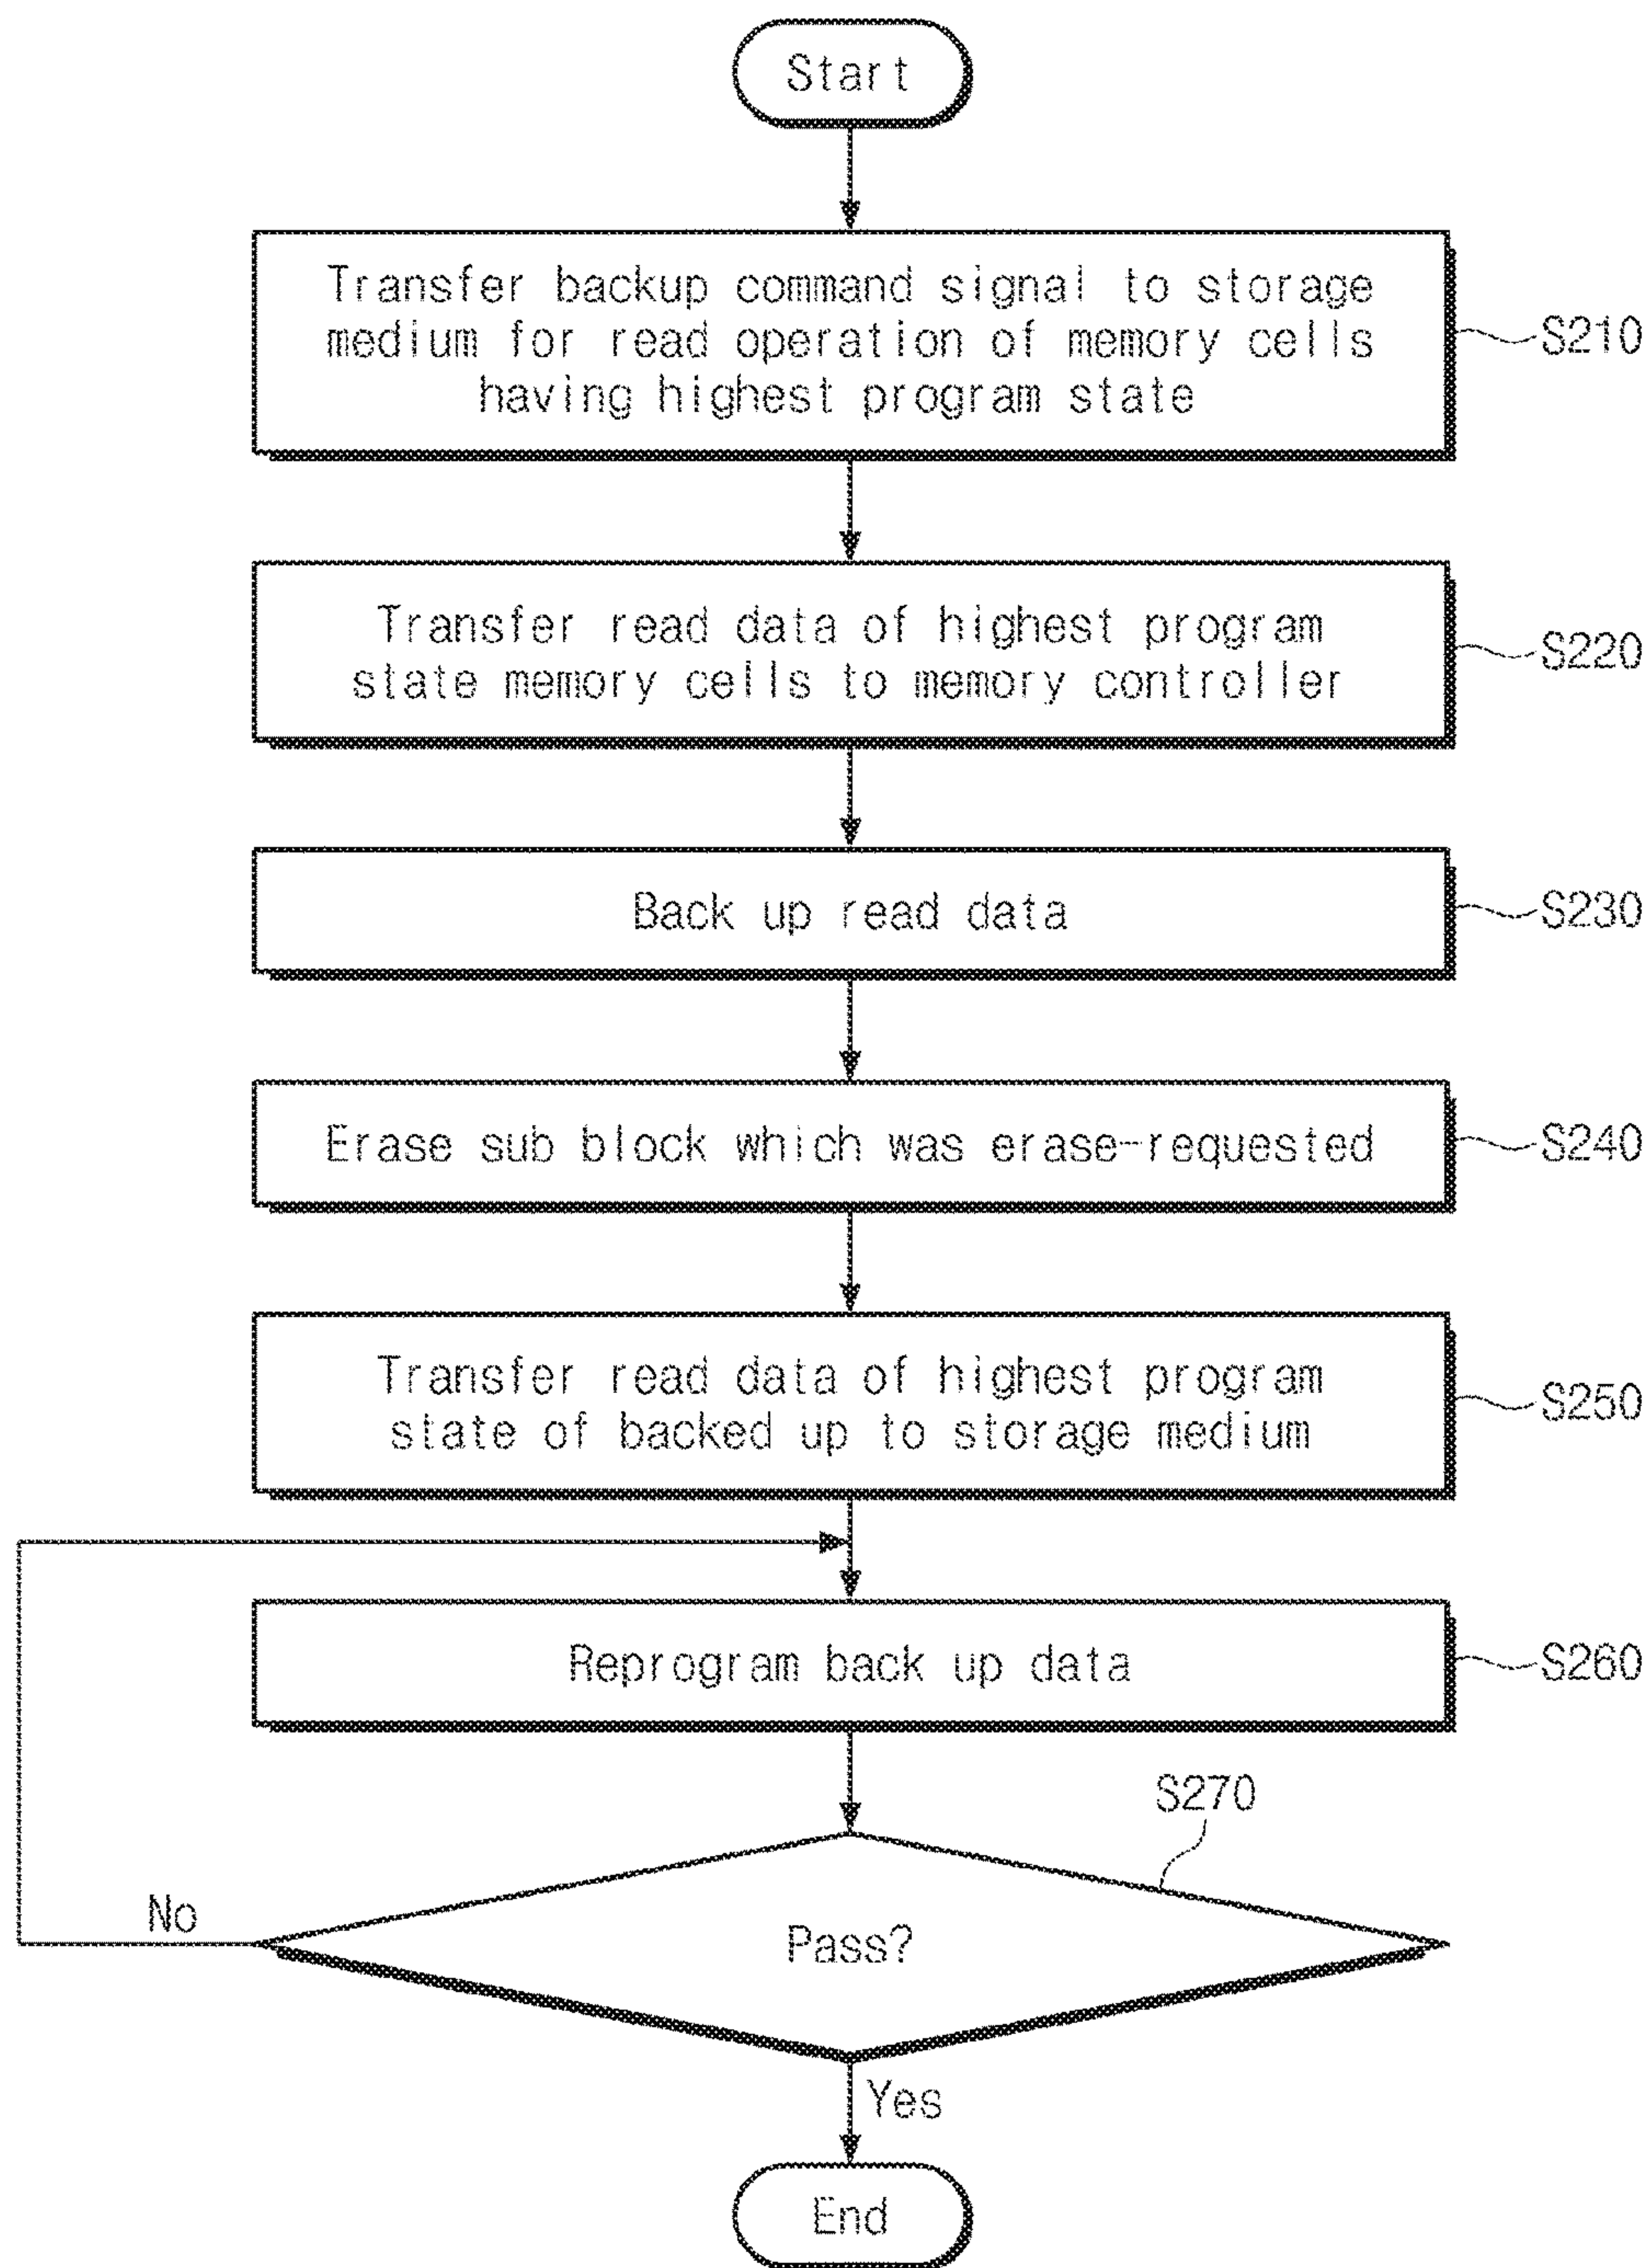 Start
Transfer backup command signal to storage
medium for read operation of memory cells
having highest program state
S210
Transfer read data of highest program
state memory cells to memory controller
S220
Back up read data
S230
Erase sub block which was erase-requested
S240
Transfer read data of highest program
state of backed up to storage medium
S250
Reprogram back up data
S260
S270
No
Pass?
Yes
End